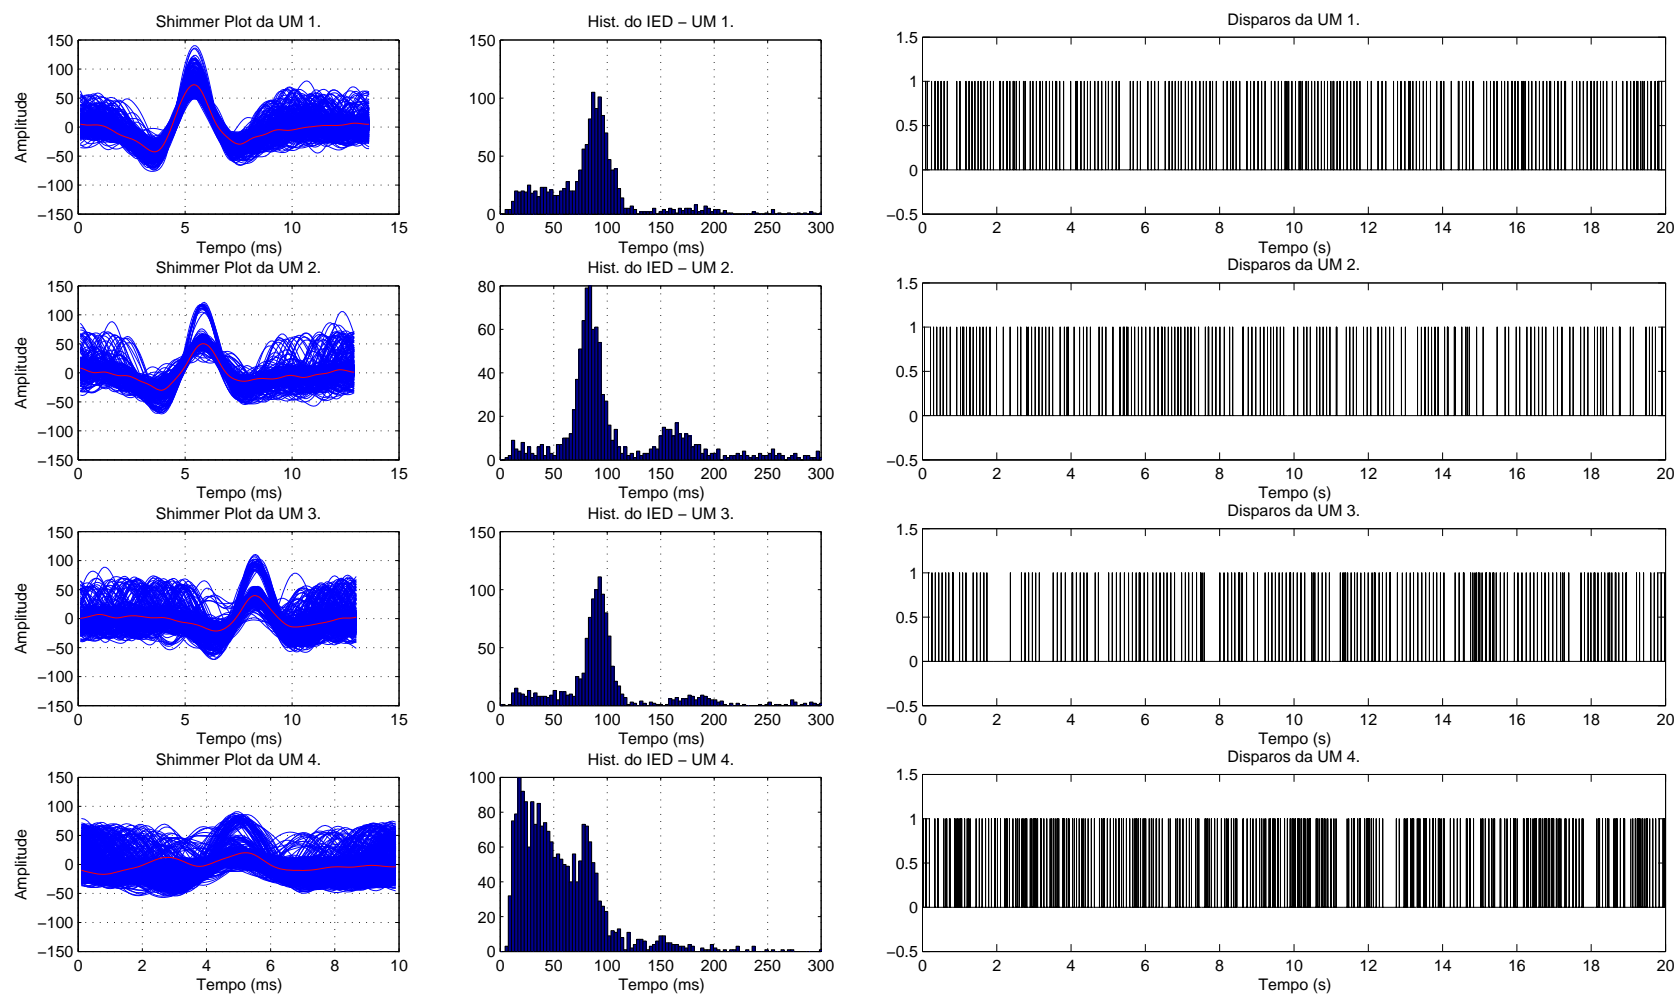 Shimmer Plot da UM 1.
Hist. do IED − UM 1.
Disparos da UM 1.
150
100
50
0
−50
−100
−150
Amplitude
0 5 10 15
Tempo (ms)
150
100
50
0
0 50 100 150 200 250 300
Tempo (ms)
1.5
1
0.5
0
−0.5
0 2 4 6 8 10 12 14 16 18 20
Tempo (s)
Shimmer Plot da UM 2.
Hist. do IED − UM 2.
Disparos da UM 2.
150
100
50
0
−50
−100
−150
Amplitude
0 5 10 15
Tempo (ms)
80
60
40
20
0
0 50 100 150 200 250 300
Tempo (ms)
1.5
1
0.5
0
−0.5
0 2 4 6 8 10 12 14 16 18 20
Tempo (s)
Shimmer Plot da UM 3.
Hist. do IED − UM 3.
Disparos da UM 3.
150
100
50
0
−50
−100
−150
Amplitude
0 5 10 15
Tempo (ms)
150
100
50
0
0 50 100 150 200 250 300
Tempo (ms)
1.5
1
0.5
0
−0.5
0 2 4 6 8 10 12 14 16 18 20
Tempo (s)
Shimmer Plot da UM 4.
Hist. do IED − UM 4.
Disparos da UM 4.
150
100
50
0
−50
−100
−150
Amplitude
0 2 4 6 8 10
Tempo (ms)
100
80
60
40
20
0
0 50 100 150 200 250 300
Tempo (ms)
1.5
1
0.5
0
−0.5
0 2 4 6 8 10 12 14 16 18 20
Tempo (s)